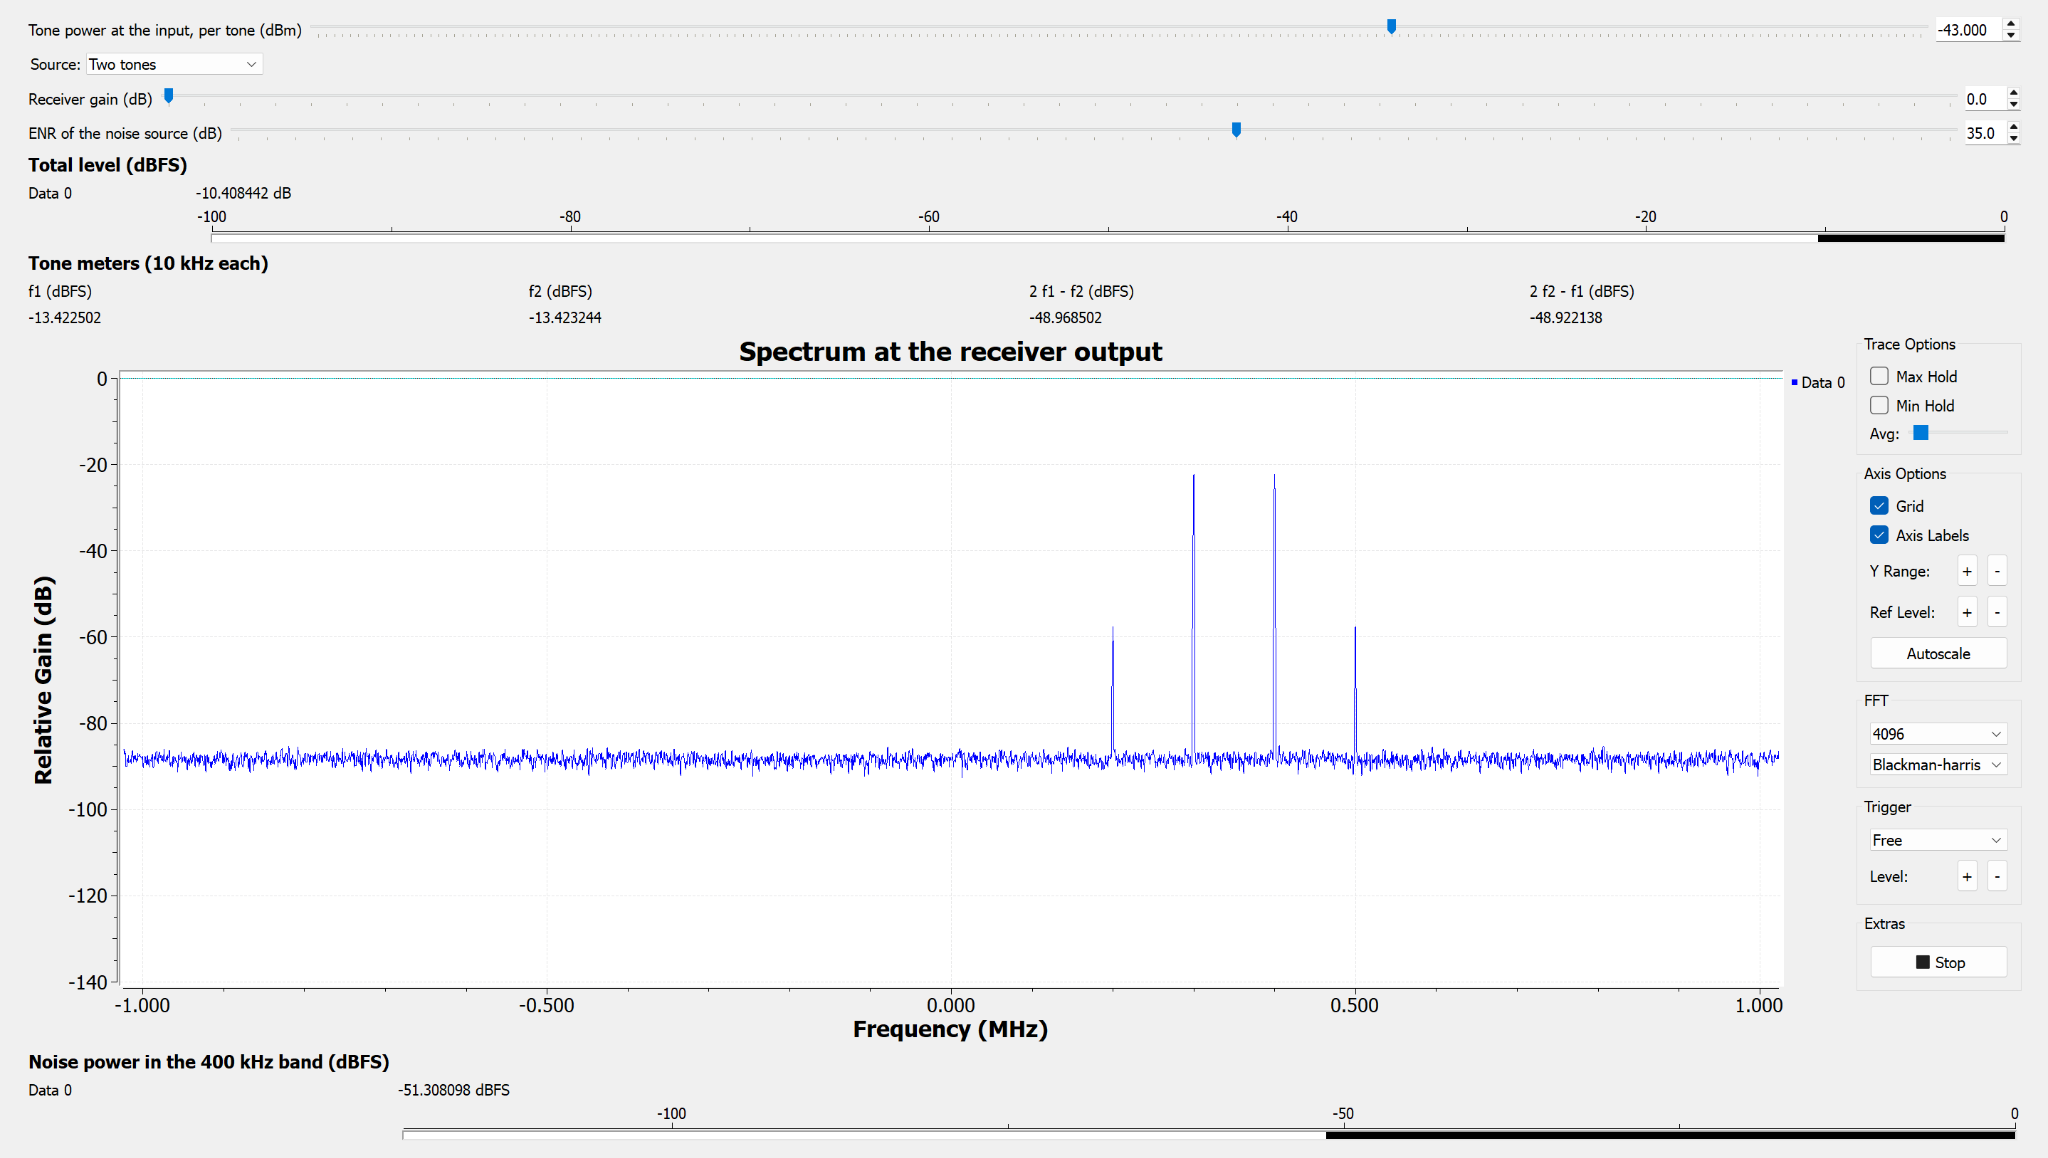 Tone power at the input, per tone (dBm) -43.000
Source: Two tones
Receiver gain (dB) 0.0
ENR of the noise source (dB) 35.0
Total level (dBFS)
Data 0 -10.408442 dB
-100 -80 -60 -40 -20 0
Tone meters (10 kHz each)
f1 (dBFS) f2 (dBFS) 2 f1 - f2 (dBFS) 2 f2 - f1 (dBFS)
-13.422502 -13.423244 -48.968502 -48.922138
Spectrum at the receiver output
Relative Gain (dB)
0
-20
-40
-60
-80
-100
-120
-140
-1.000 -0.500 0.000 0.500 1.000
Frequency (MHz)
Data 0
Trace Options
Max Hold
Min Hold
Avg:
Axis Options
Grid
Axis Labels
Y Range: + -
Ref Level: + -
Autoscale
FFT
4096
Blackman-harris
Trigger
Free
Level: + -
Extras
Stop
Noise power in the 400 kHz band (dBFS)
Data 0 -51.308098 dBFS
-100 -50 0